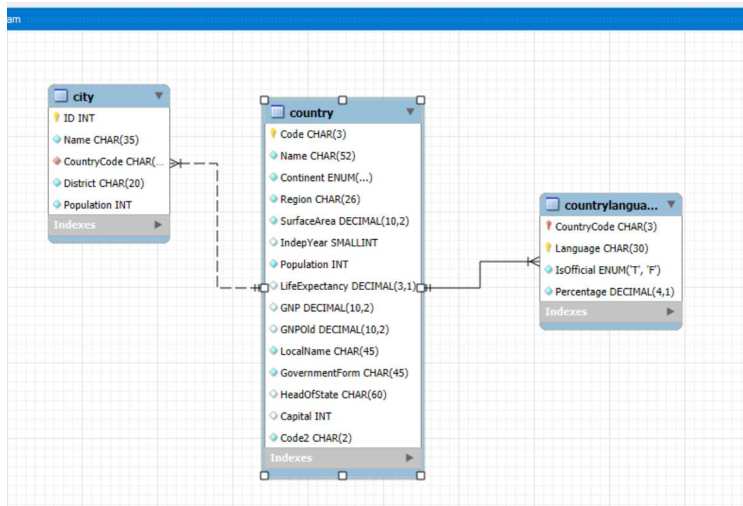 am
city
ID INT
Name CHAR(35)
CountryCode CHAR(...
District CHAR(20)
Population INT
Indexes
country
Code CHAR(3)
Name CHAR(52)
Continent ENUM(...)
Region CHAR(26)
SurfaceArea DECIMAL(10,2)
IndepYear SMALLINT
Population INT
LifeExpectancy DECIMAL(3,1)
GNP DECIMAL(10,2)
GNPOld DECIMAL(10,2)
LocalName CHAR(45)
GovernmentForm CHAR(45)
HeadOfState CHAR(60)
Capital INT
Code2 CHAR(2)
Indexes
countrylangua...
CountryCode CHAR(3)
Language CHAR(30)
IsOfficial ENUM('T', 'F')
Percentage DECIMAL(4,1)
Indexes